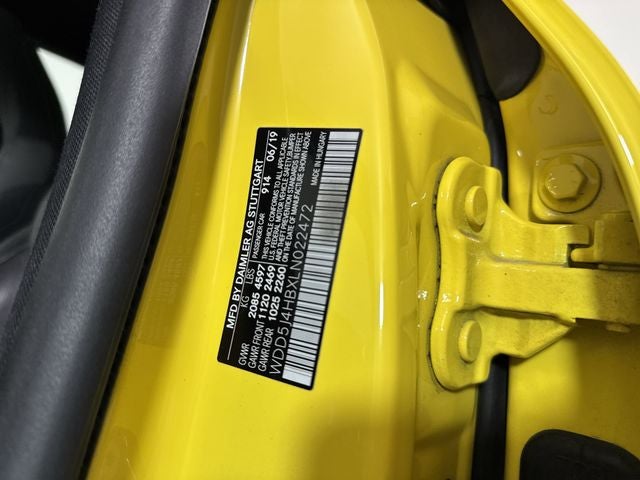 MFD BY DAIMLER AG STUTTGART
914 06/19
KG LBS PASSENGER CAR
GVWR 2085 4597 THIS VEHICLE CONFORMS TO ALL APPLICABLE
GAWR FRONT 1120 2469 U.S. FEDERAL MOTOR VEHICLE SAFETY, BUMPER
GAWR REAR 1025 2260 AND THEFT PREVENTION STANDARDS IN EFFECT
ON THE DATE OF MANUFACTURE SHOWN ABOVE
WDD5J4HBXLN022472 MADE IN HUNGARY